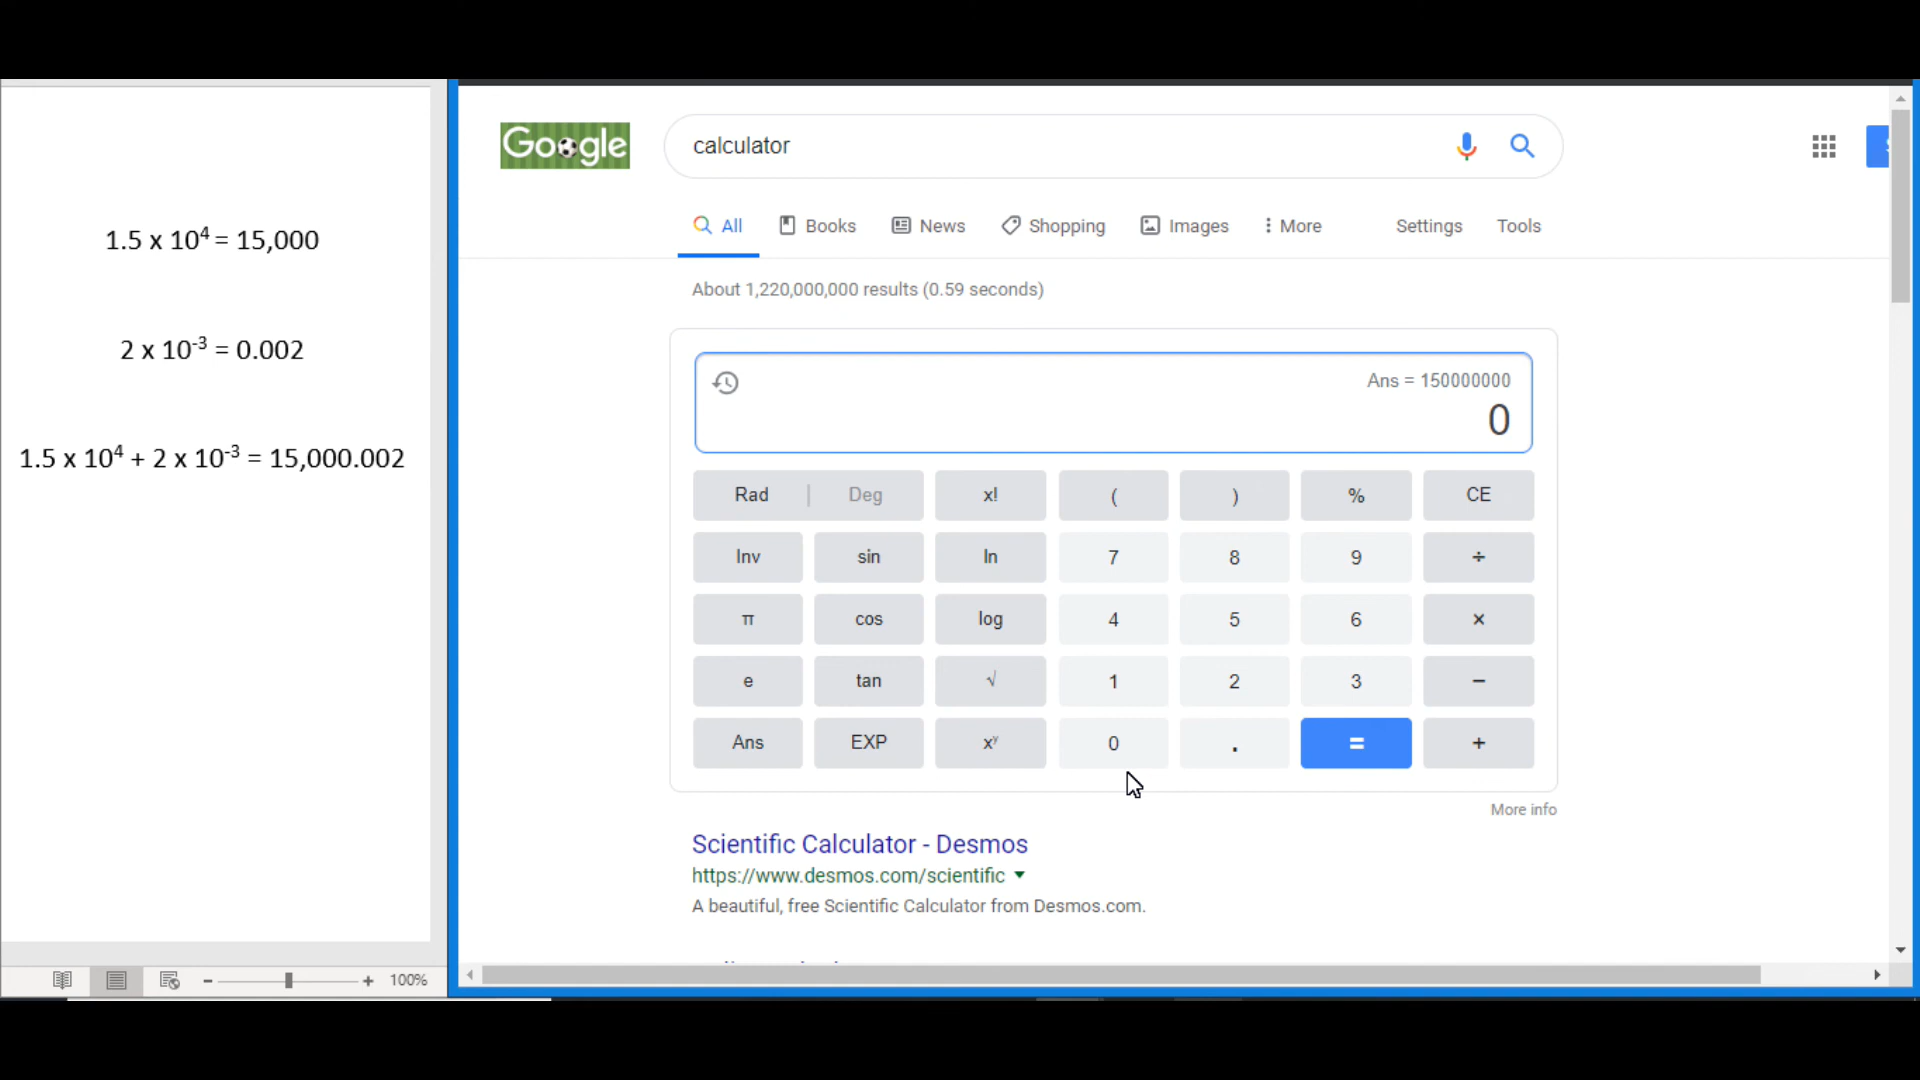 1.5 x 10⁴ = 15,000
2 x 10⁻³ = 0.002
1.5 x 10⁴ + 2 x 10⁻³ = 15,000.002
100%
Google
calculator
All Books News Shopping Images More Settings Tools
About 1,220,000,000 results (0.59 seconds)
Ans = 150000000
0
Rad | Deg x! ( ) % CE
Inv sin ln 7 8 9 ÷
π cos log 4 5 6 ×
e tan √ 1 2 3 −
Ans EXP xʸ 0 . = +
More info
Scientific Calculator - Desmos
https://www.desmos.com/scientific
A beautiful, free Scientific Calculator from Desmos.com.